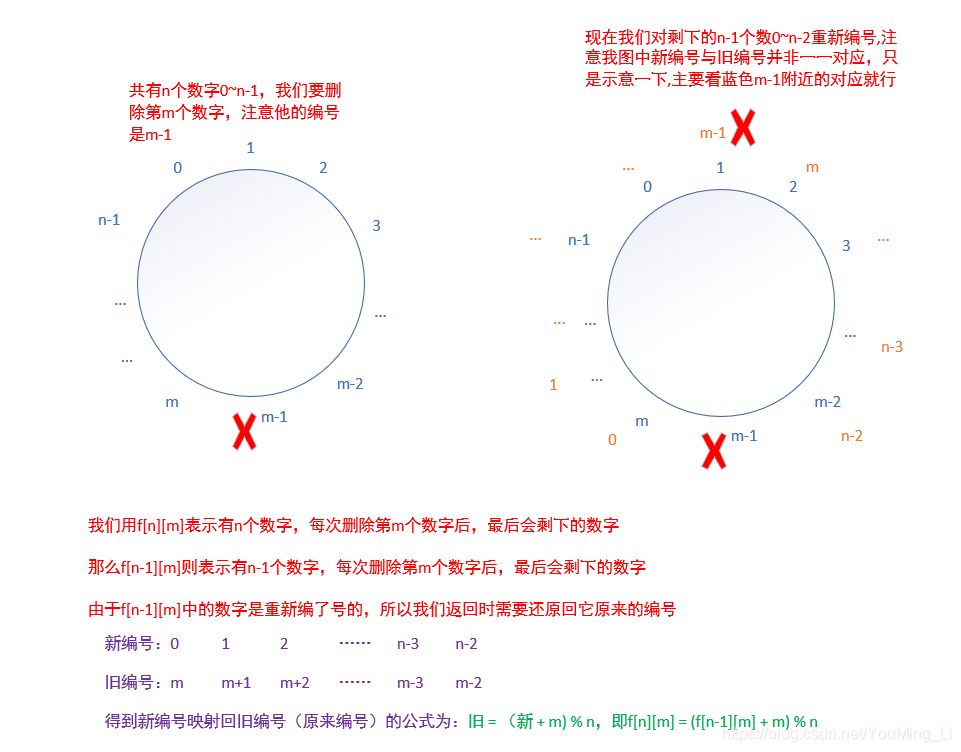 共有n个数字0~n-1，我们要删
除第m个数字，注意他的编号
是m-1
1
0
2
n-1
3
...
...
...
m-2
m
m-1
现在我们对剩下的n-1个数0~n-2重新编号,注
意我图中新编号与旧编号并非一一对应，只
是示意一下,主要看蓝色m-1附近的对应就行
m-1
...
1
m
0
2
...
n-1
3
...
...
...
...
n-3
1
...
m-2
m
0
m-1
n-2
我们用f[n][m]表示有n个数字，每次删除第m个数字后，最后会剩下的数字
那么f[n-1][m]则表示有n-1个数字，每次删除第m个数字后，最后会剩下的数字
由于f[n-1][m]中的数字是重新编了号的，所以我们返回时需要还原回它原来的编号
新编号：0 1 2 …… n-3 n-2
旧编号：m m+1 m+2 …… m-3 m-2
得到新编号映射回旧编号（原来编号）的公式为：旧 = （新 + m) % n，即f[n][m] = (f[n-1][m] + m) % n
https://blog.csdn.net/YouMing_Li